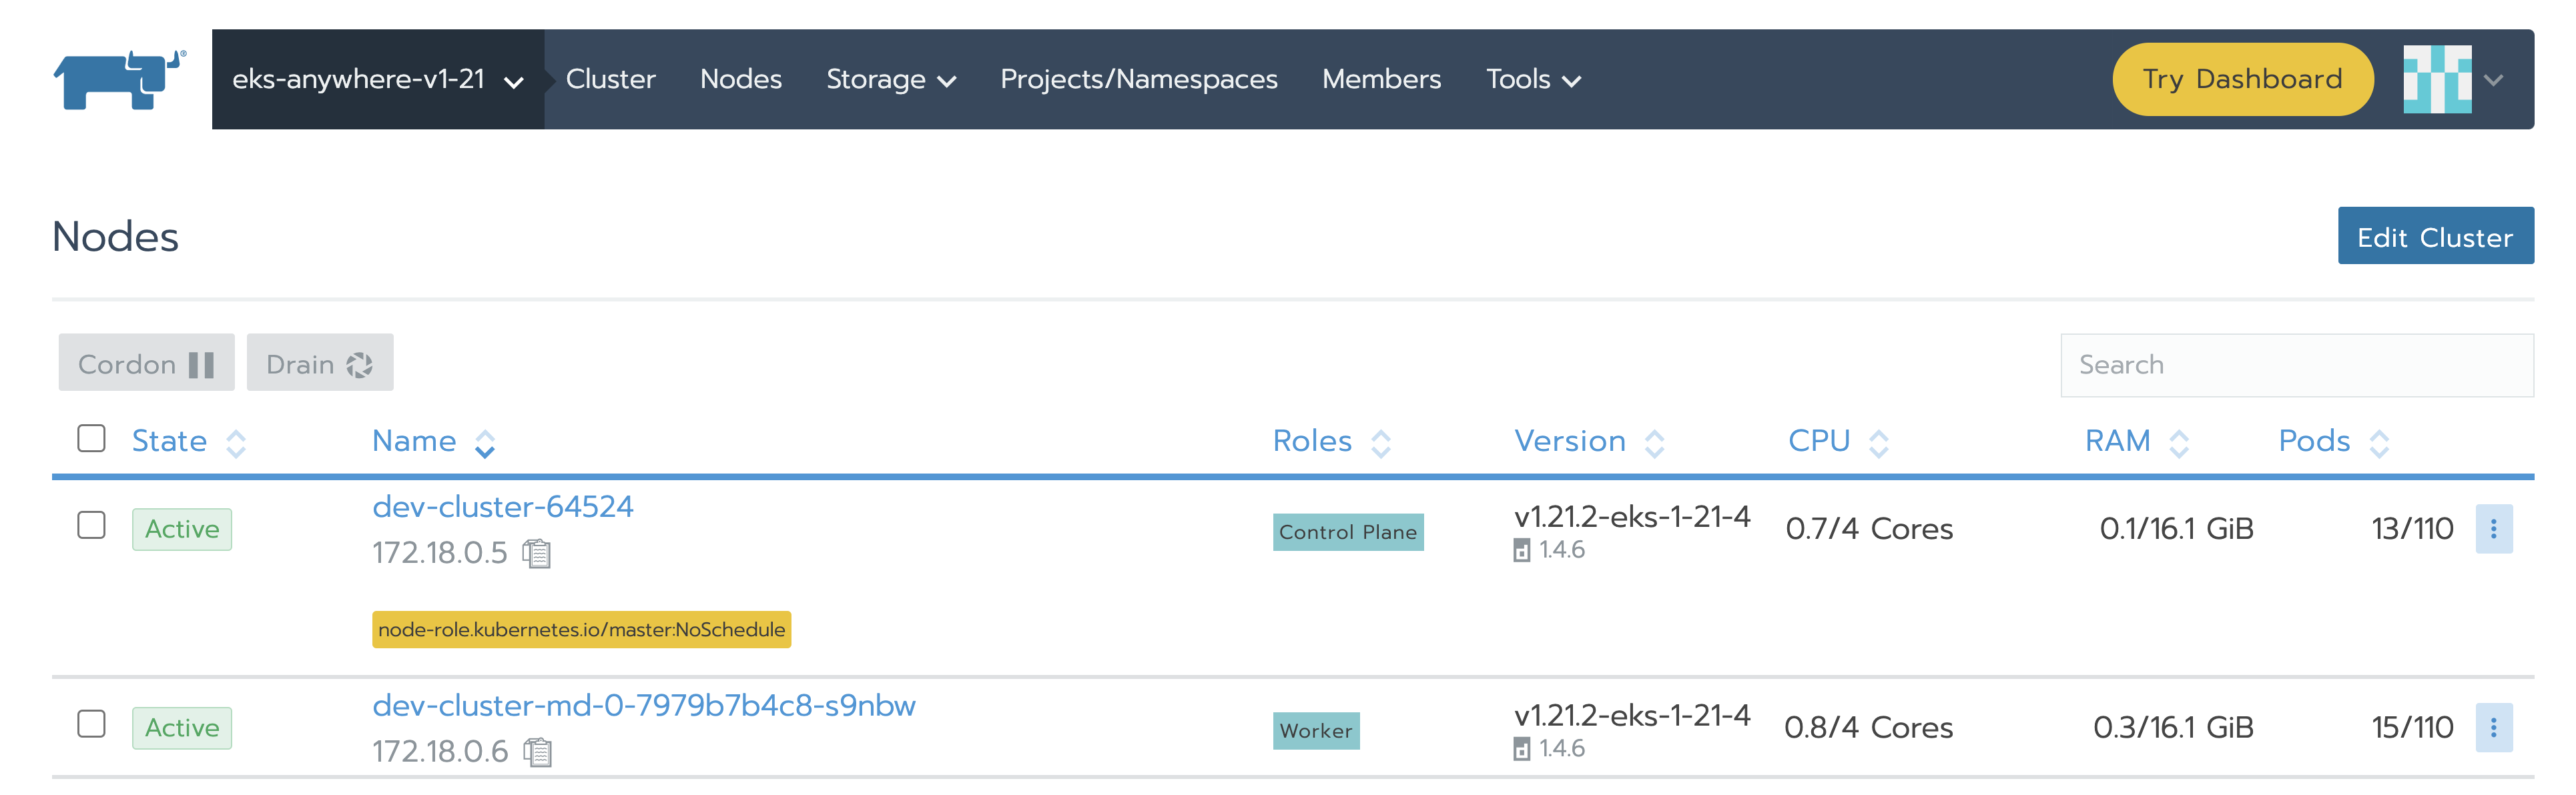 eks-anywhere-v1-21 Cluster Nodes Storage Projects/Namespaces Members Tools Try Dashboard
Nodes Edit Cluster
Cordon Drain Search
State Name Roles Version CPU RAM Pods
Active dev-cluster-64524 Control Plane v1.21.2-eks-1-21-4 0.7/4 Cores 0.1/16.1 GiB 13/110
172.18.0.5 1.4.6
node-role.kubernetes.io/master:NoSchedule
Active dev-cluster-md-0-7979b7b4c8-s9nbw Worker v1.21.2-eks-1-21-4 0.8/4 Cores 0.3/16.1 GiB 15/110
172.18.0.6 1.4.6